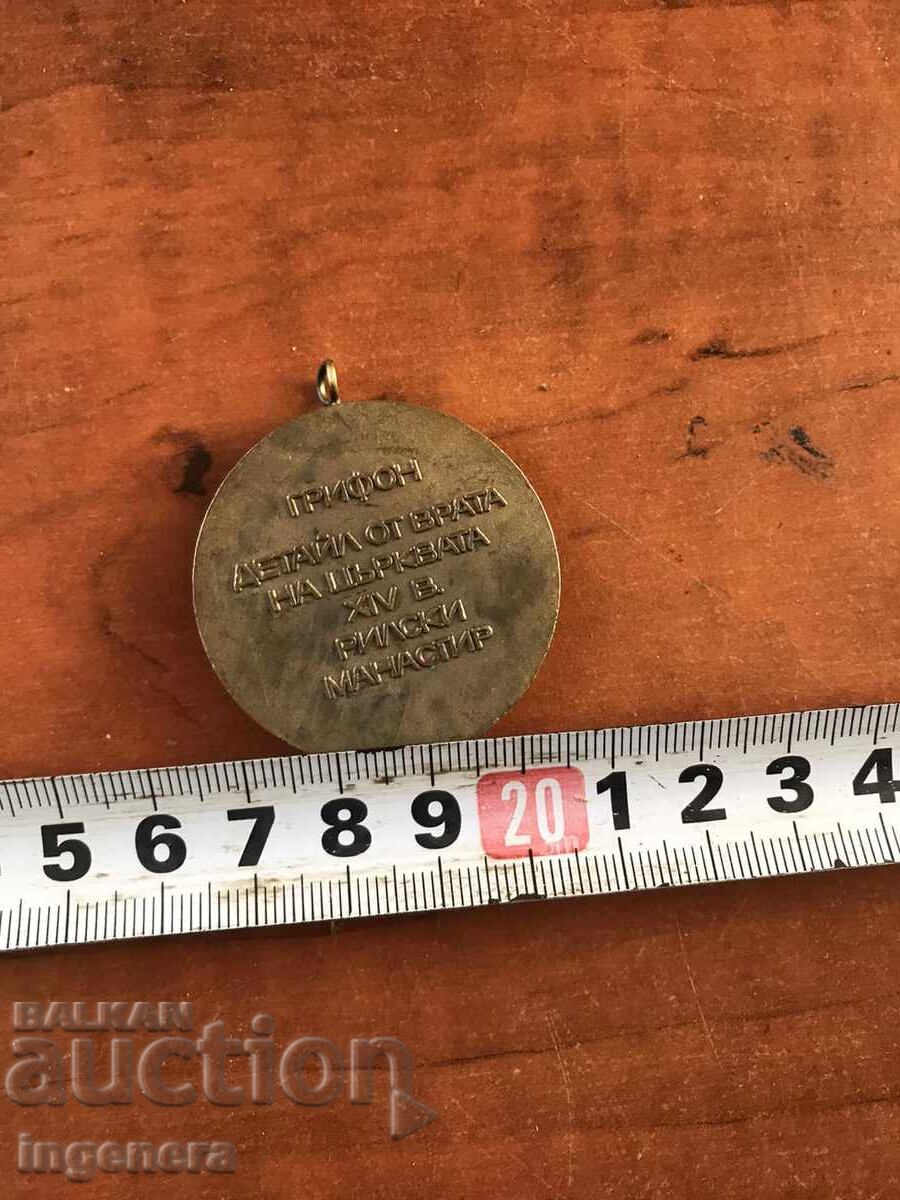 ГРИФОН
ДЕТАЙЛ ОТ ВРАТА
НА ЦЪРКВАТА
XIV В.
РИЛСКИ
МАНАСТИР
5 6 7 8 9 20 1 2 3 4
BALKAN
auction
ingenera